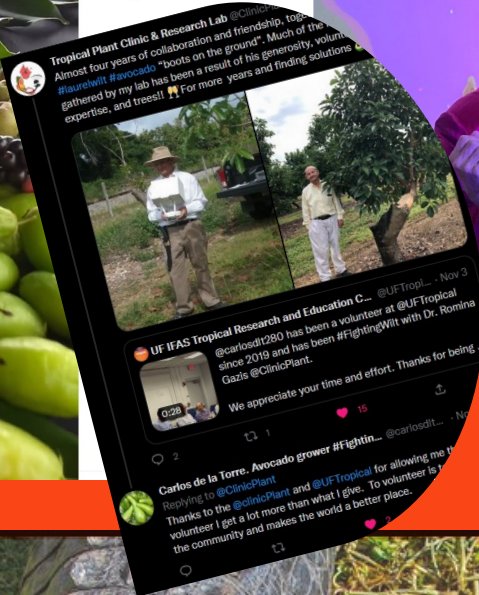 Tropical Plant Clinic & Research Lab @Clinic
Almost four years of collaboration and friendship,
#laurelwilt #avocado "boots on the ground". Much of the
gathered by my lab has been a result of his generosity,
expertise, and trees!! 🥂For more years and finding solutions
UF IFAS Tropical Research and Education C... @UFTropi... · Nov 3
@carlosdlt280 has been a volunteer at @UFTropical
since 2019 and has been #FightingWilt with Dr. Romina
Gazis @ClinicPlant.
We appreciate your time and effort. Thanks for being
0:28
2
1
15
Carlos de la Torre. Avocado grower #Fightin... @carlosdlt...
Replying to @ClinicPlant
Thanks to the @clinicPlant and @UFTropical for allowing me
volunteer I get a lot more than what I give. To volunteer is
the community and makes the world a better place.
2